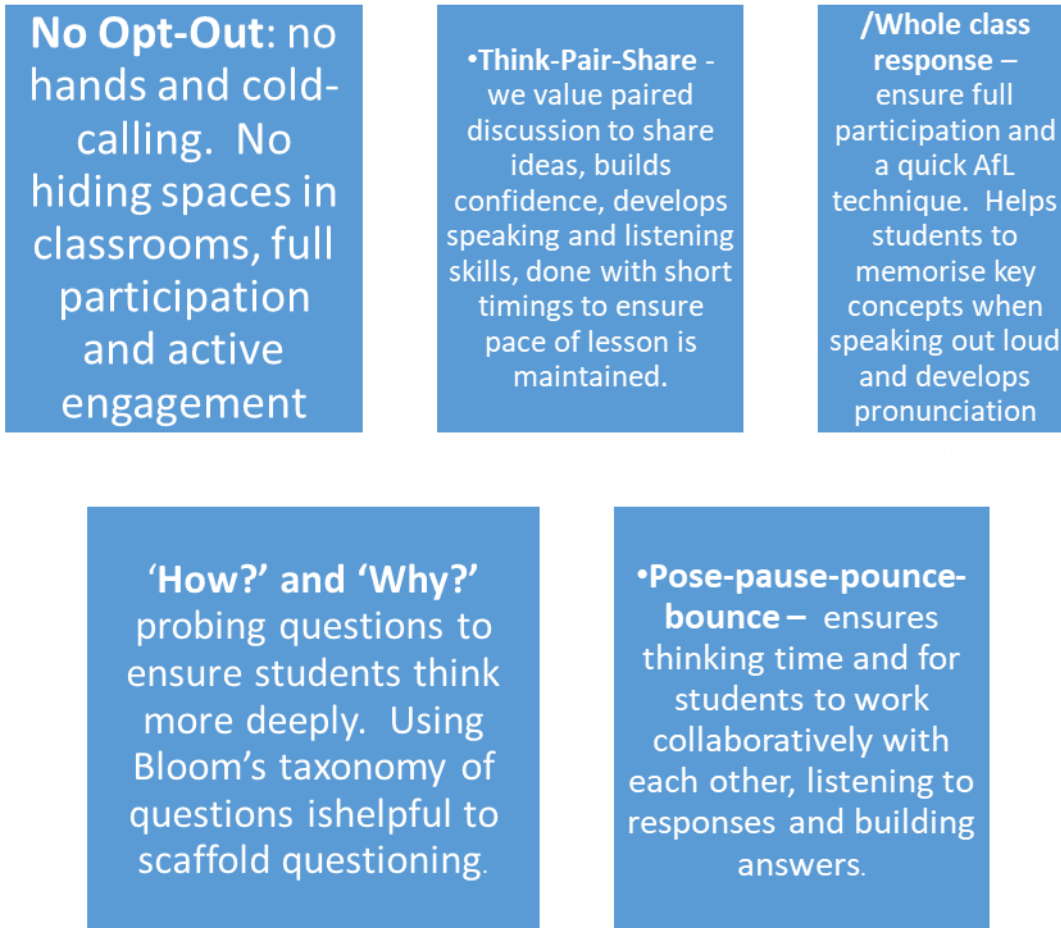 No Opt-Out: no
hands and cold-
calling.  No
hiding spaces in
classrooms, full
participation
and active
engagement
•Think-Pair-Share -
we value paired
discussion to share
ideas, builds
confidence, develops
speaking and listening
skills, done with short
timings to ensure
pace of lesson is
maintained.
/Whole class
response –
ensure full
participation and
a quick AfL
technique.  Helps
students to
memorise key
concepts when
speaking out loud
and develops
pronunciation
‘How?’ and ‘Why?’
probing questions to
ensure students think
more deeply.  Using
Bloom’s taxonomy of
questions ishelpful to
scaffold questioning.
•Pose-pause-pounce-
bounce –  ensures
thinking time and for
students to work
collaboratively with
each other, listening to
responses and building
answers.